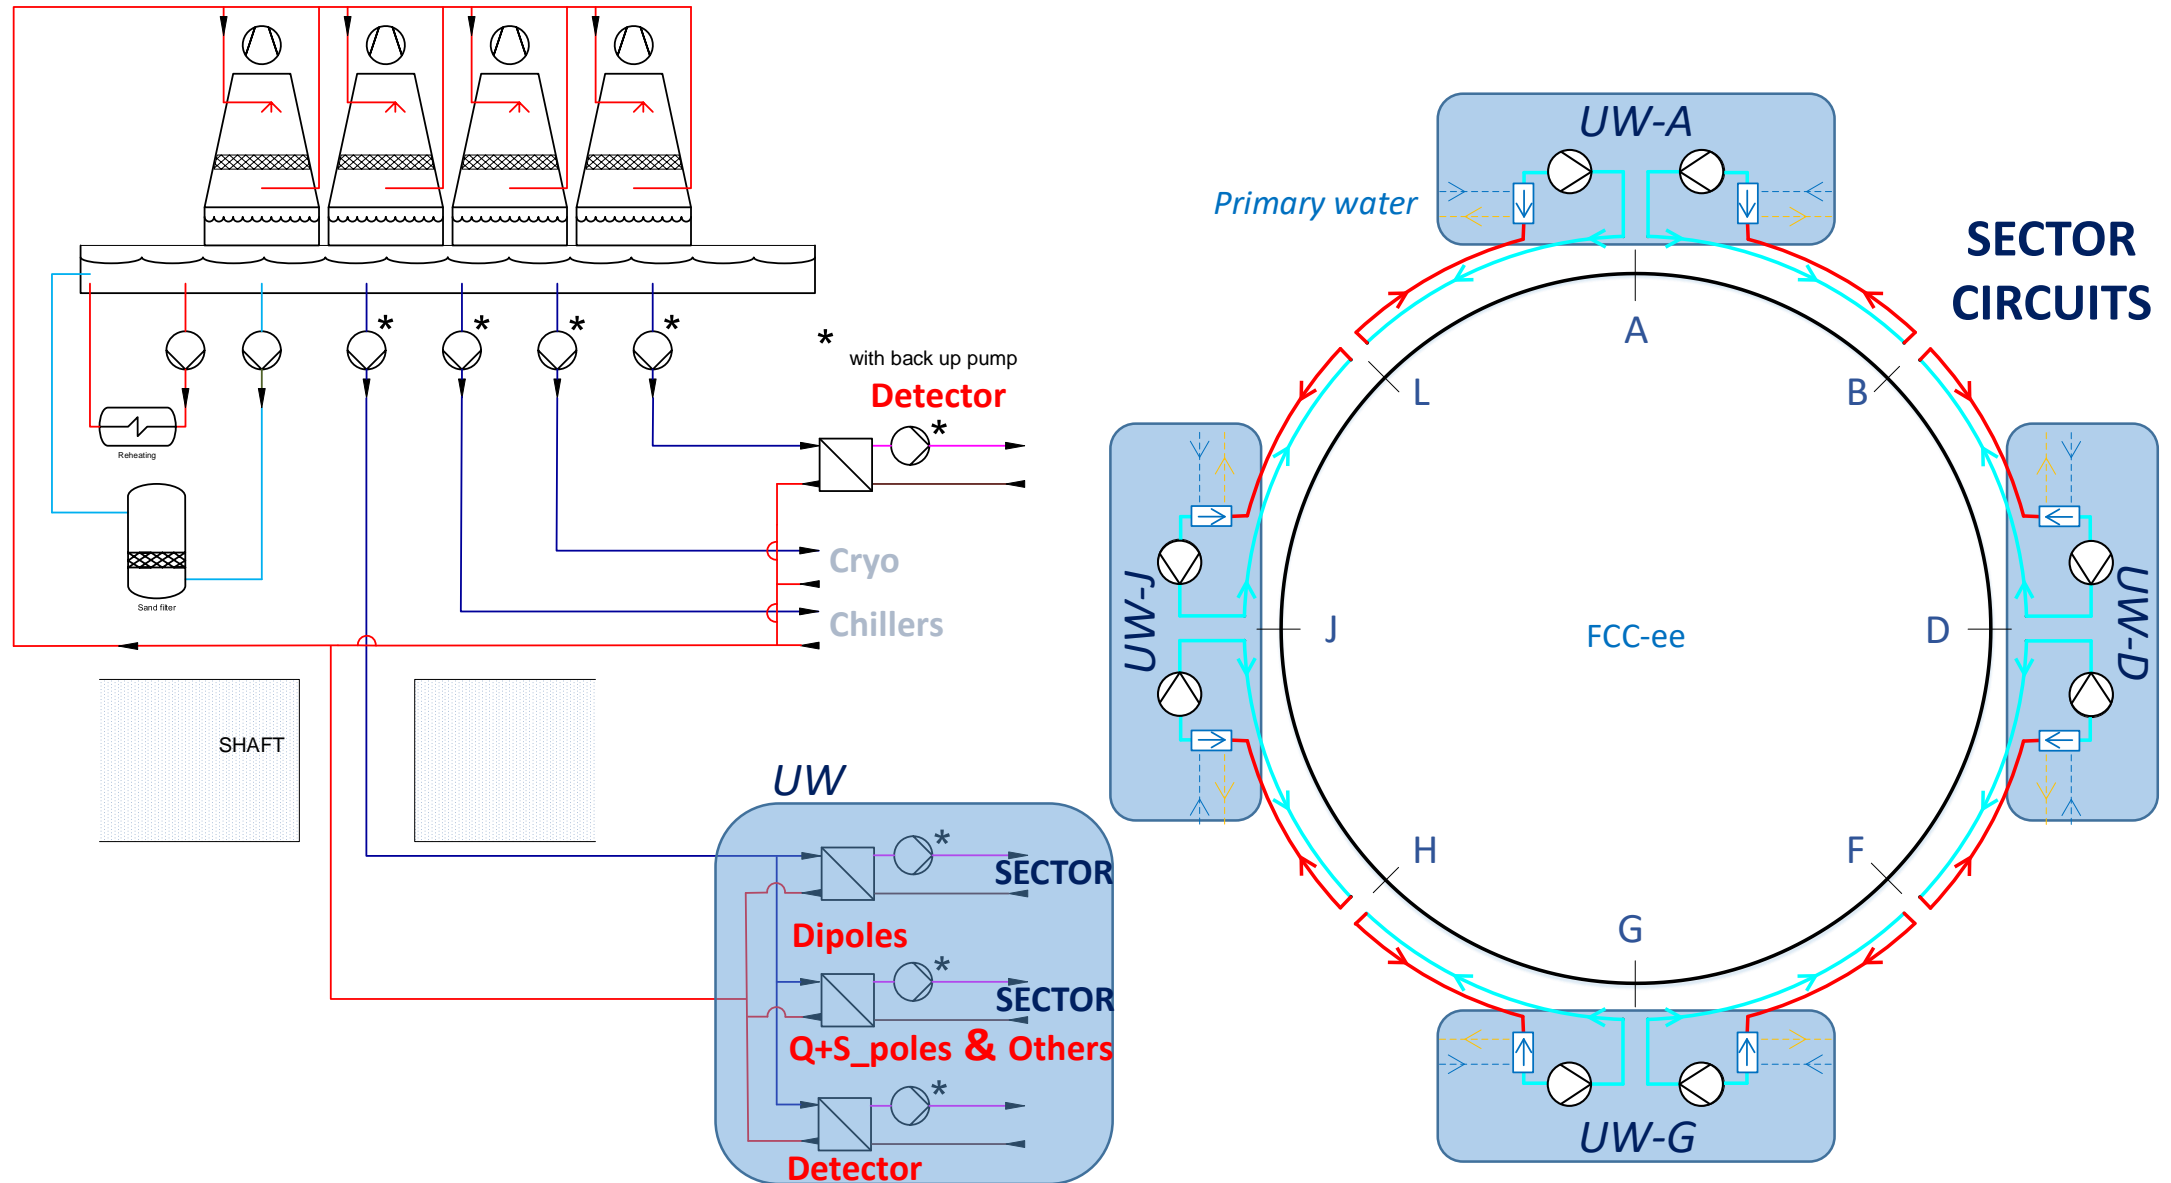 *
*
*
*
*
with back up pump
Detector
*
Reheating
Sand filter
Cryo
Chillers
SHAFT
UW
*
SECTOR
Dipoles
*
SECTOR
Q+S_poles & Others
*
Detector
UW-A
Primary water
SECTOR
CIRCUITS
A
L
B
UW-J
J
FCC-ee
D
UW-D
H
F
G
UW-G